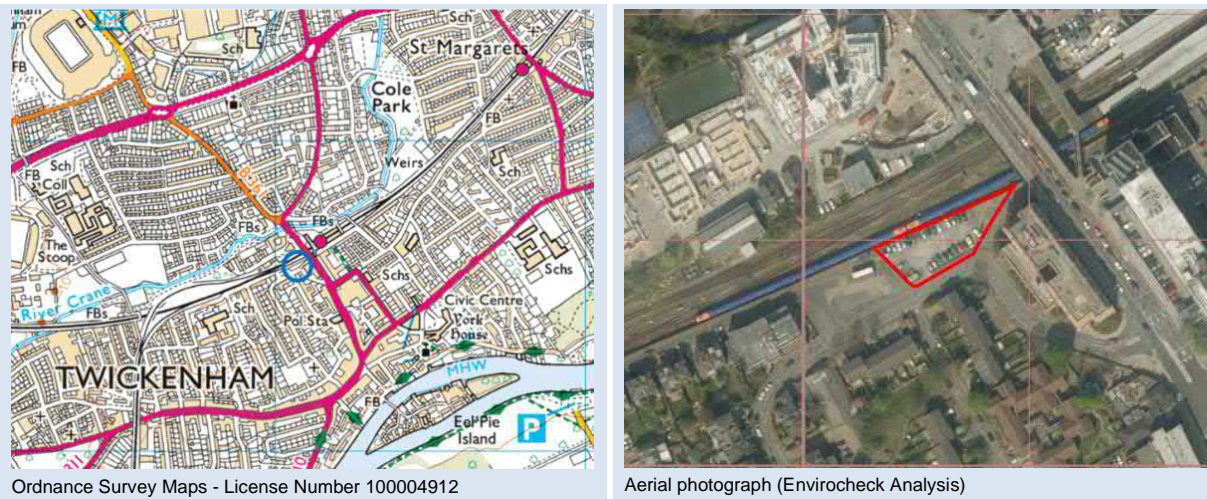 Sch
FB
St Margarets
FB
Cole
Park
FB
Weirs
Sch
Sch
FB
Coll
Sch
The
Stoop
FBs
FBs
River Crane
FBs
Schs
Schs
Sch
Pol Sta
Civic Centre
York
House
TWICKENHAM
MHW
FB
Eel Pie
Island
P
Ordnance Survey Maps - License Number 100004912
Aerial photograph (Envirocheck Analysis)